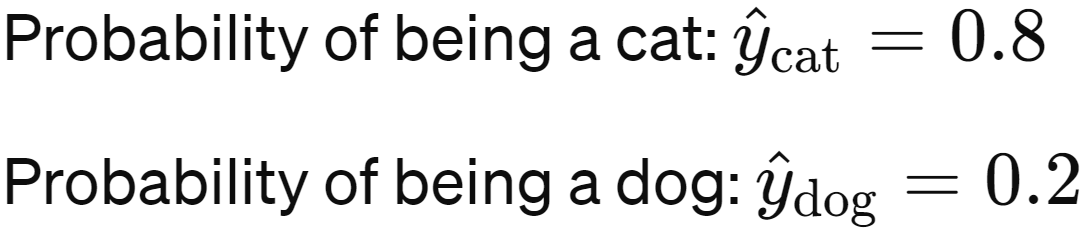 Probability of being a cat: ŷ_cat = 0.8
Probability of being a dog: ŷ_dog = 0.2